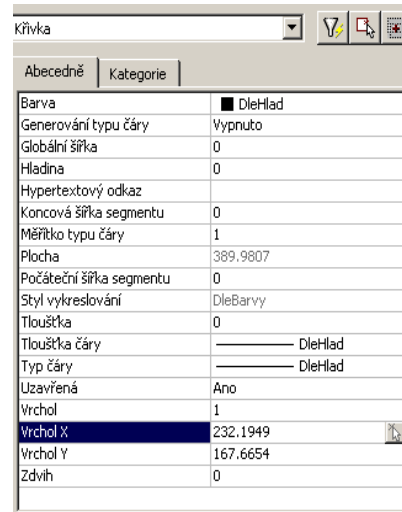 Křivka
Abecedně Kategorie
Barva DleHlad
Generování typu čáry Vypnuto
Globální šířka 0
Hladina 0
Hypertextový odkaz
Koncová šířka segmentu 0
Měřítko typu čáry 1
Plocha 389.9807
Počáteční šířka segmentu 0
Styl vykreslování DleBarvy
Tloušťka 0
Tloušťka čáry DleHlad
Typ čáry DleHlad
Uzavřená Ano
Vrchol 1
Vrchol X 232.1949
Vrchol Y 167.6654
Zdvih 0